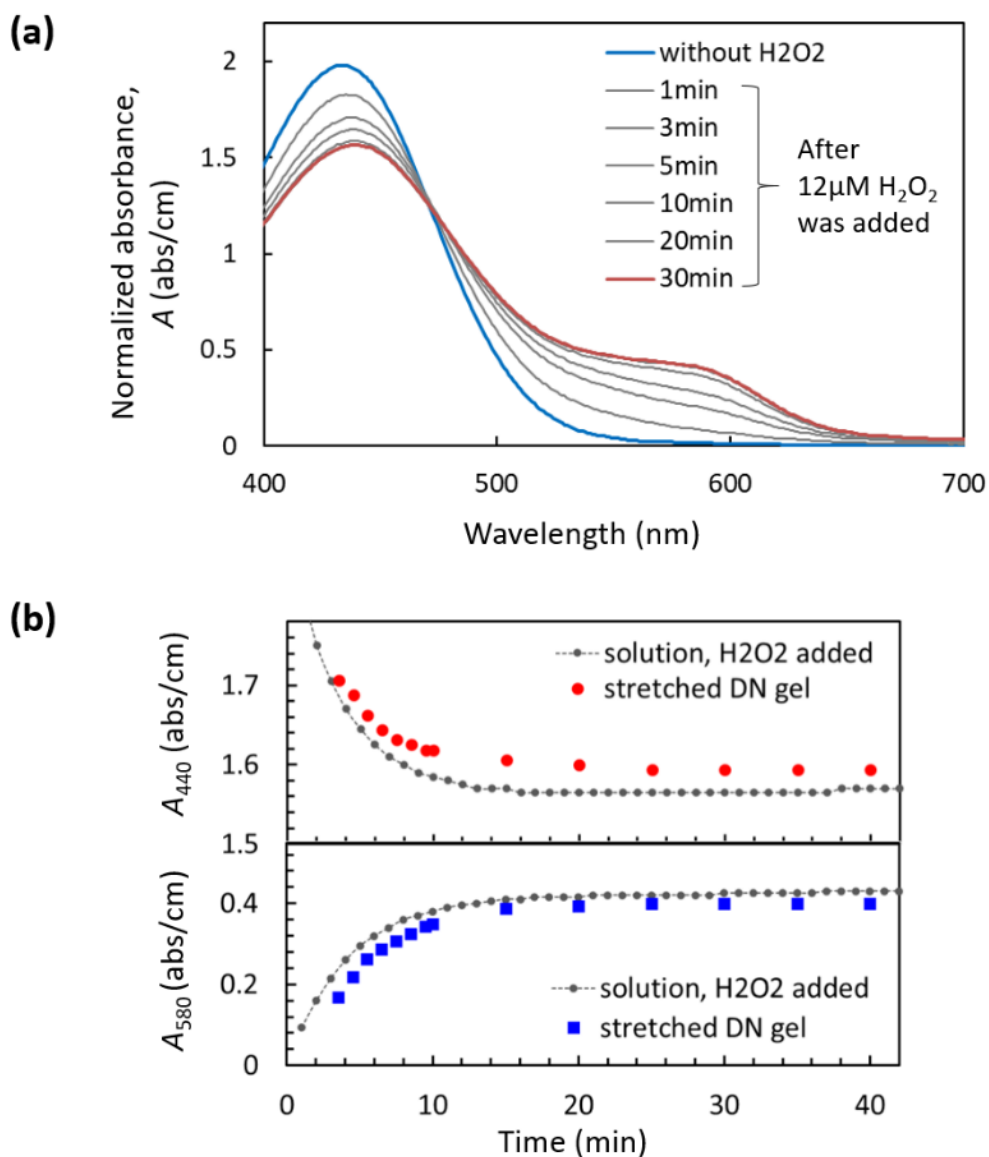 (a)
Normalized absorbance,
A (abs/cm)
2
1.5
1
0.5
0
400
500
600
700
Wavelength (nm)
without H2O2
1min
3min
5min
10min
20min
30min
After
12μM H₂O₂
was added
(b)
A₄₄₀ (abs/cm)
1.7
1.6
1.5
solution, H2O2 added
stretched DN gel
A₅₈₀ (abs/cm)
0.4
0.2
0
solution, H2O2 added
stretched DN gel
0
10
20
30
40
Time (min)